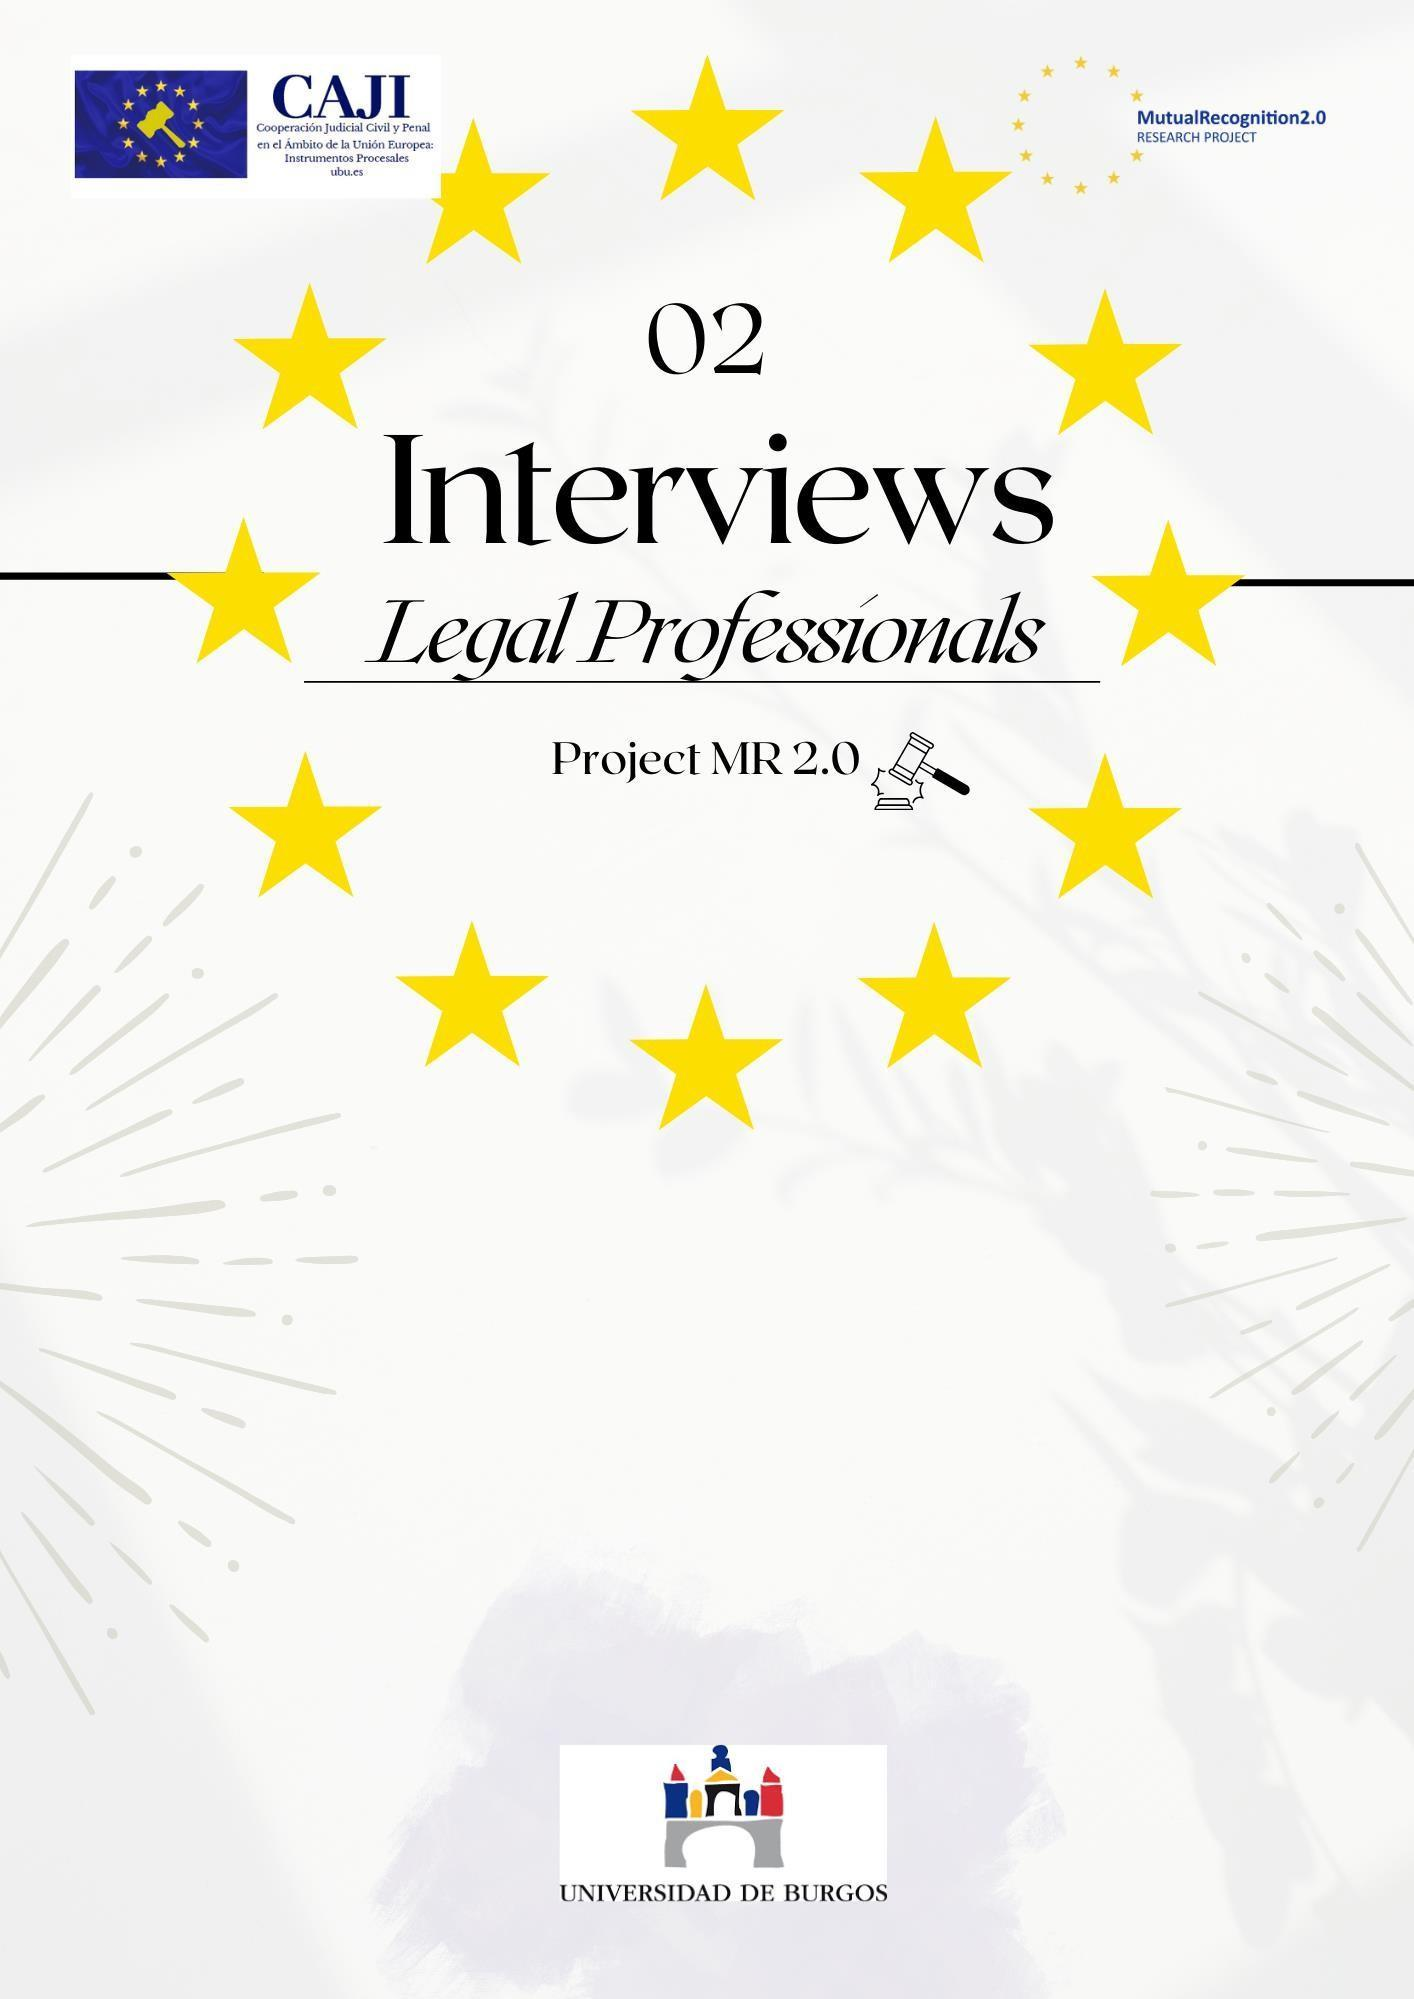 CAJI
Cooperación Judicial Civil y Penal
en el Ámbito de la Unión Europea:
Instrumentos Procesales
ubu.es
MutualRecognition2.0
RESEARCH PROJECT
02
Interviews
Legal Professionals
Project MR 2.0
UNIVERSIDAD DE BURGOS